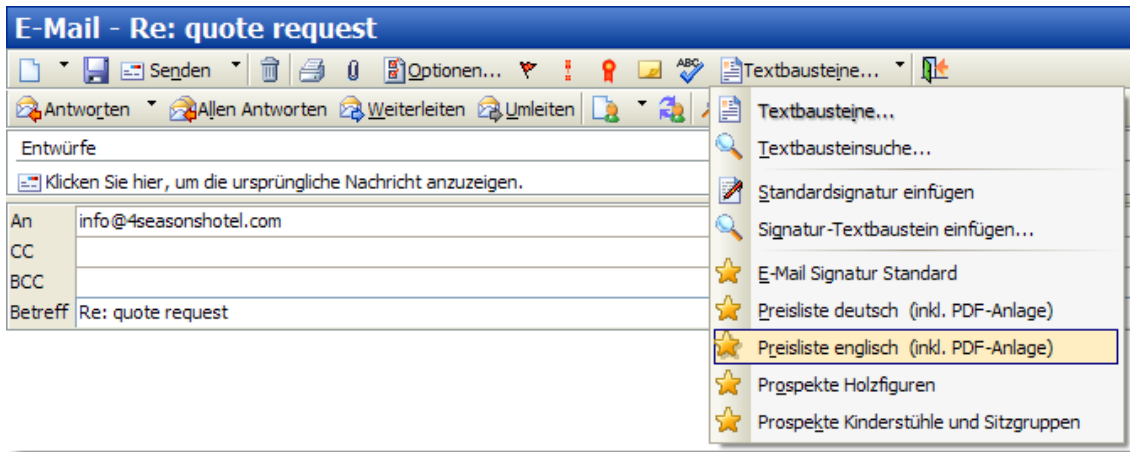 E-Mail - Re: quote request
Senden Optionen... ABC Textbausteine...
Antworten Allen Antworten Weiterleiten Umleiten
Entwürfe
Klicken Sie hier, um die ursprüngliche Nachricht anzuzeigen.
An info@4seasonshotel.com
CC
BCC
Betreff Re: quote request
Textbausteine...
Textbausteinsuche...
Standardsignatur einfügen
Signatur-Textbaustein einfügen...
E-Mail Signatur Standard
Preisliste deutsch (inkl. PDF-Anlage)
Preisliste englisch (inkl. PDF-Anlage)
Prospekte Holzfiguren
Prospekte Kinderstühle und Sitzgruppen